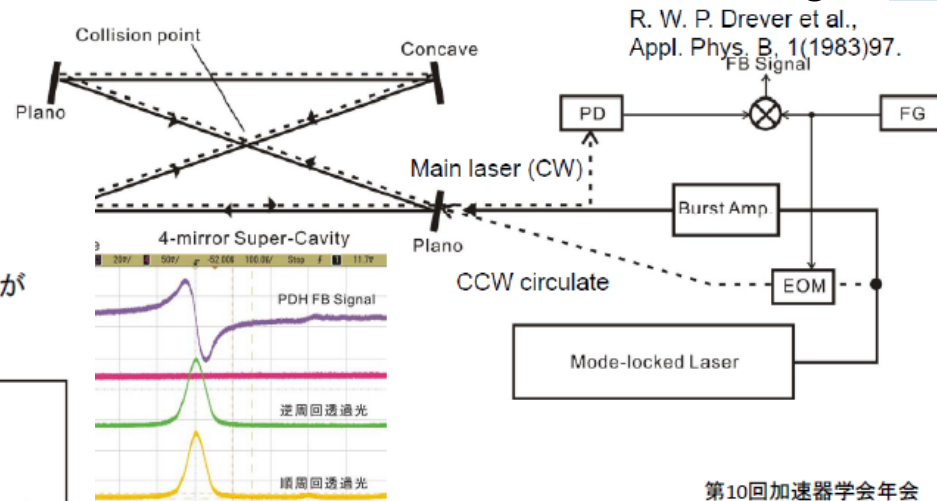 R. W. P. Drever et al.,
Appl. Phys. B, 1(1983)97.
Collision point
Concave
FB Signal
Plano
PD
FG
Main laser (CW)
Burst Amp.
4-mirror Super-Cavity
Plano
CCW circulate
EOM
が
PDH FB Signal
Mode-locked Laser
逆周回透過光
順周回透過光
第10回加速器学会年会